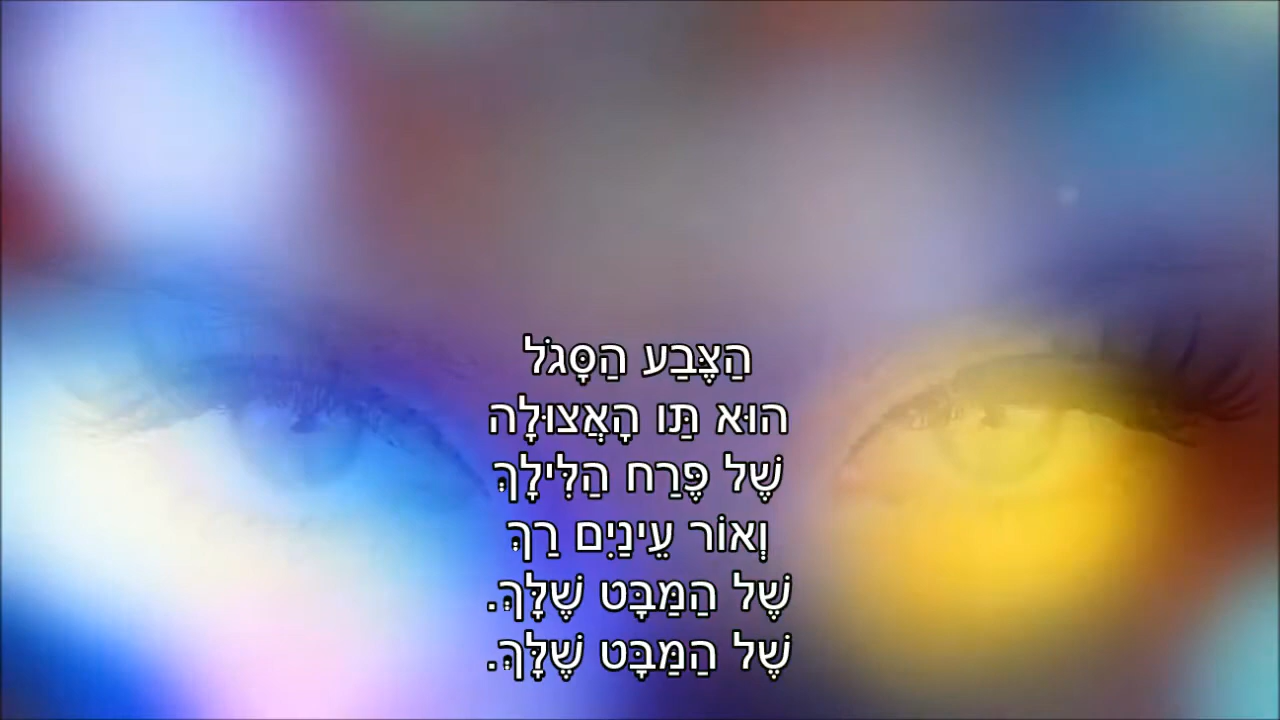 הַצֶּבַע הַסָּגֹל
הוּא תַּו הָאֲצוּלָה
שֶׁל פֶּרַח הַלִּילָךְ
וְאוֹר עֵינַיִם רַךְ
שֶׁל הַמַּבָּט שֶׁלָּךְ.
שֶׁל הַמַּבָּט שֶׁלָּךְ.